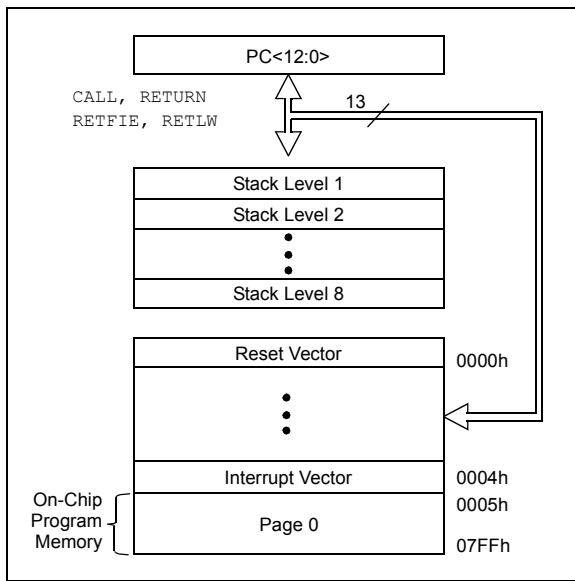 PC<12:0>
CALL, RETURN
RETFIE, RETLW
13
Stack Level 1
Stack Level 2
Stack Level 8
Reset Vector
0000h
Interrupt Vector
0004h
On-Chip
Program
Memory
0005h
Page 0
07FFh